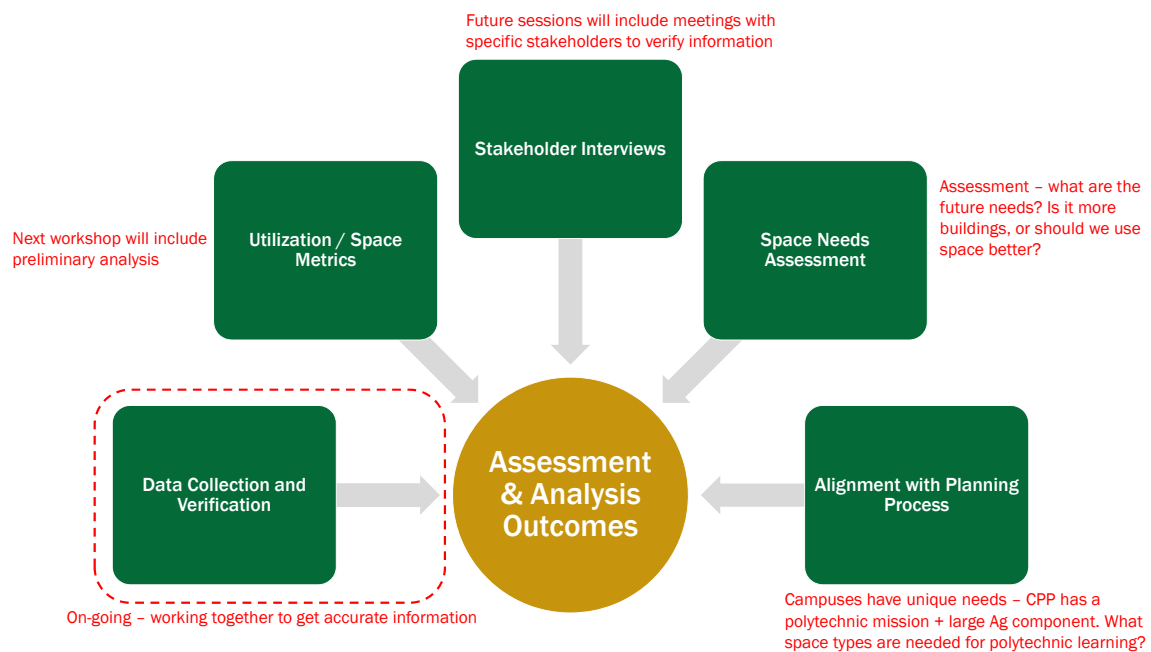 Future sessions will include meetings with
specific stakeholders to verify information
Stakeholder Interviews
Next workshop will include
preliminary analysis
Utilization / Space
Metrics
Space Needs
Assessment
Assessment – what are the
future needs? Is it more
buildings, or should we use
space better?
Data Collection and
Verification
On-going – working together to get accurate information
Assessment
& Analysis
Outcomes
Alignment with Planning
Process
Campuses have unique needs – CPP has a
polytechnic mission + large Ag component. What
space types are needed for polytechnic learning?